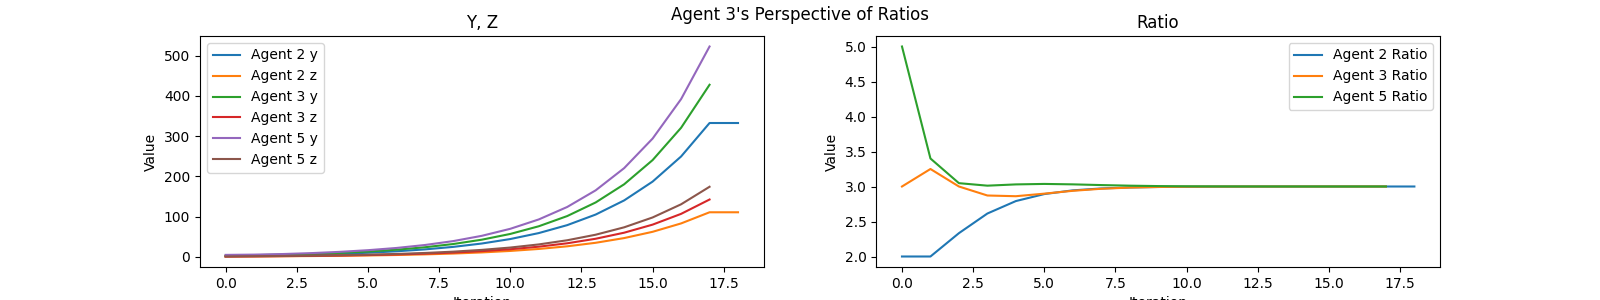 Agent 3's Perspective of Ratios
Y, Z
500
400
300
200
100
0
Value
Agent 2 y
Agent 2 z
Agent 3 y
Agent 3 z
Agent 5 y
Agent 5 z
0.0 2.5 5.0 7.5 10.0 12.5 15.0 17.5
Iteration
Ratio
5.0
4.5
4.0
3.5
3.0
2.5
2.0
Value
Agent 2 Ratio
Agent 3 Ratio
Agent 5 Ratio
0.0 2.5 5.0 7.5 10.0 12.5 15.0 17.5
Iteration